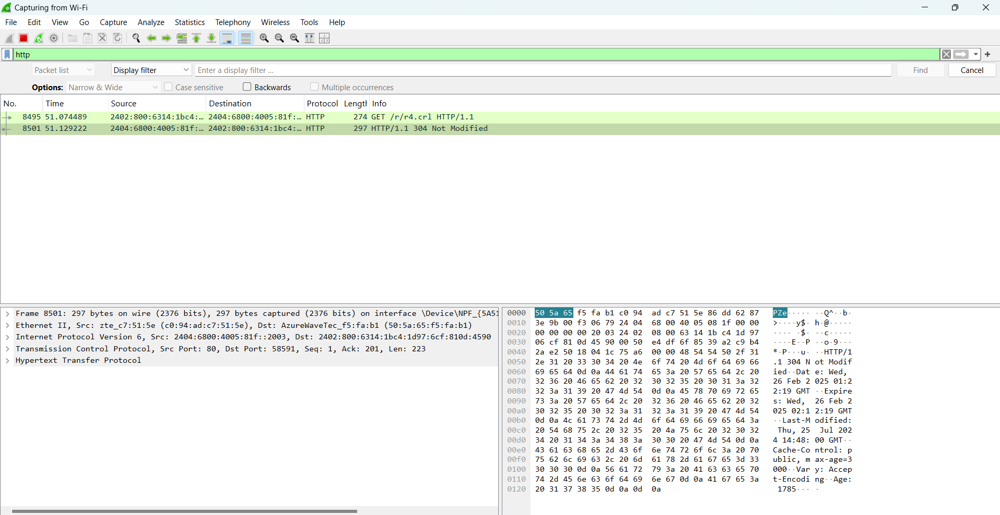 Capturing from Wi-Fi
File Edit View Go Capture Analyze Statistics Telephony Wireless Tools Help
http
Packet list Display filter Enter a display filter ... Find Cancel
Options: Narrow & Wide Case sensitive Backwards Multiple occurrences
No. Time Source Destination Protocol Length Info
8495 51.074489 2402:800:6314:1bc4:… 2404:6800:4005:81f:… HTTP 274 GET /r/r4.crl HTTP/1.1
8501 51.129222 2404:6800:4005:81f:… 2402:800:6314:1bc4:… HTTP 297 HTTP/1.1 304 Not Modified
Frame 8501: 297 bytes on wire (2376 bits), 297 bytes captured (2376 bits) on interface \Device\NPF_{5A51
Ethernet II, Src: zte_c7:51:5e (c0:94:ad:c7:51:5e), Dst: AzureWaveTec_f5:fa:b1 (50:5a:65:f5:fa:b1)
Internet Protocol Version 6, Src: 2404:6800:4005:81f::2003, Dst: 2402:800:6314:1bc4:1d97:6cf:810d:4590
Transmission Control Protocol, Src Port: 80, Dst Port: 58591, Seq: 1, Ack: 201, Len: 223
Hypertext Transfer Protocol
0000 50 5a 65 f5 fa b1 c0 94 ad c7 51 5e 86 dd 62 87 PZe····· ··Q^··b·
0010 3e 9b 00 f3 06 79 24 04 68 00 40 05 08 1f 00 00 >····y$· h·@·····
0020 00 00 00 00 20 03 24 02 08 00 63 14 1b c4 1d 97 ···· ·$· ··c·····
0030 06 cf 81 0d 45 90 00 50 e4 df 6f 85 39 a2 c9 b4 ····E··P ··o·9···
0040 2a e2 50 18 04 1c 75 a6 00 00 48 54 54 50 2f 31 *·P···u· ··HTTP/1
0050 2e 31 20 33 30 34 20 4e 6f 74 20 4d 6f 64 69 66 .1 304 N ot Modif
0060 69 65 64 0d 0a 44 61 74 65 3a 20 57 65 64 2c 20 ied··Dat e: Wed,
0070 32 36 20 46 65 62 20 32 30 32 35 20 30 31 3a 32 26 Feb 2 025 01:2
0080 32 3a 31 39 20 47 4d 54 0d 0a 45 78 70 69 72 65 2:19 GMT ··Expire
0090 73 3a 20 57 65 64 2c 20 32 36 20 46 65 62 20 32 s: Wed, 26 Feb 2
00a0 30 32 35 20 30 32 3a 31 32 3a 31 39 20 47 4d 54 025 02:1 2:19 GMT
00b0 0d 0a 4c 61 73 74 2d 4d 6f 64 69 66 69 65 64 3a ··Last-M odified:
00c0 20 54 68 75 2c 20 32 35 20 4a 75 6c 20 32 30 32 Thu, 25 Jul 202
00d0 34 20 31 34 3a 34 38 3a 30 30 20 47 4d 54 0d 0a 4 14:48: 00 GMT··
00e0 43 61 63 68 65 2d 43 6f 6e 74 72 6f 6c 3a 20 70 Cache-Co ntrol: p
00f0 75 62 6c 69 63 2c 20 6d 61 78 2d 61 67 65 3d 33 ublic, m ax-age=3
0100 30 30 30 0d 0a 56 61 72 79 3a 20 41 63 63 65 70 000··Var y: Accep
0110 74 2d 45 6e 63 6f 64 69 6e 67 0d 0a 41 67 65 3a t-Encodi ng··Age:
0120 20 31 37 38 35 0d 0a 0d 0a 1785··· ·